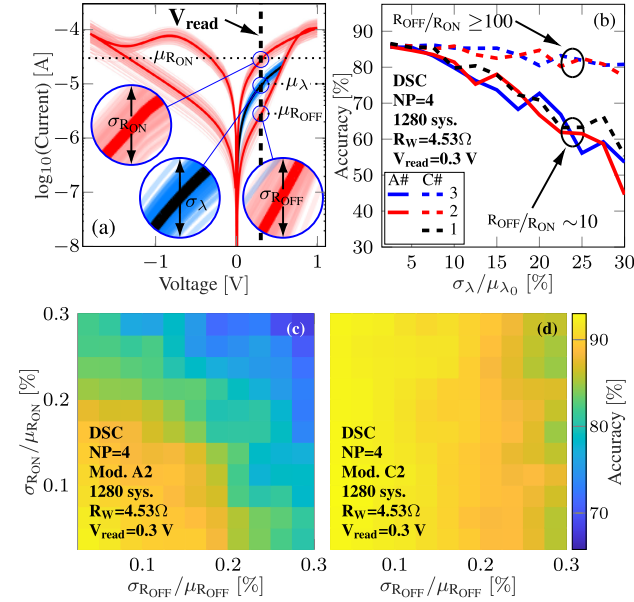 V_read
(a)
log₁₀(Current) [A]
−4
−5
−6
−7
−8
μ_R_ON
μ_λ
μ_R_OFF
σ_R_ON
σ_λ
σ_R_OFF
−1
0
1
Voltage [V]
(b)
R_OFF/R_ON ≥100
Accuracy [%]
90
80
70
60
50
40
30
DSC
NP=4
1280 sys.
R_W=4.53Ω
V_read=0.3 V
A# C#
3
2
1
R_OFF/R_ON ∼10
5
10
15
20
25
30
σ_λ/μ_λ₀ [%]
(c)
σ_R_ON/μ_R_ON [%]
0.3
0.2
0.1
DSC
NP=4
Mod. A2
1280 sys.
R_W=4.53Ω
V_read=0.3 V
0.1
0.2
0.3
σ_R_OFF/μ_R_OFF [%]
(d)
DSC
NP=4
Mod. C2
1280 sys.
R_W=4.53Ω
V_read=0.3 V
0.1
0.2
0.3
σ_R_OFF/μ_R_OFF [%]
90
80
70
Accuracy [%]